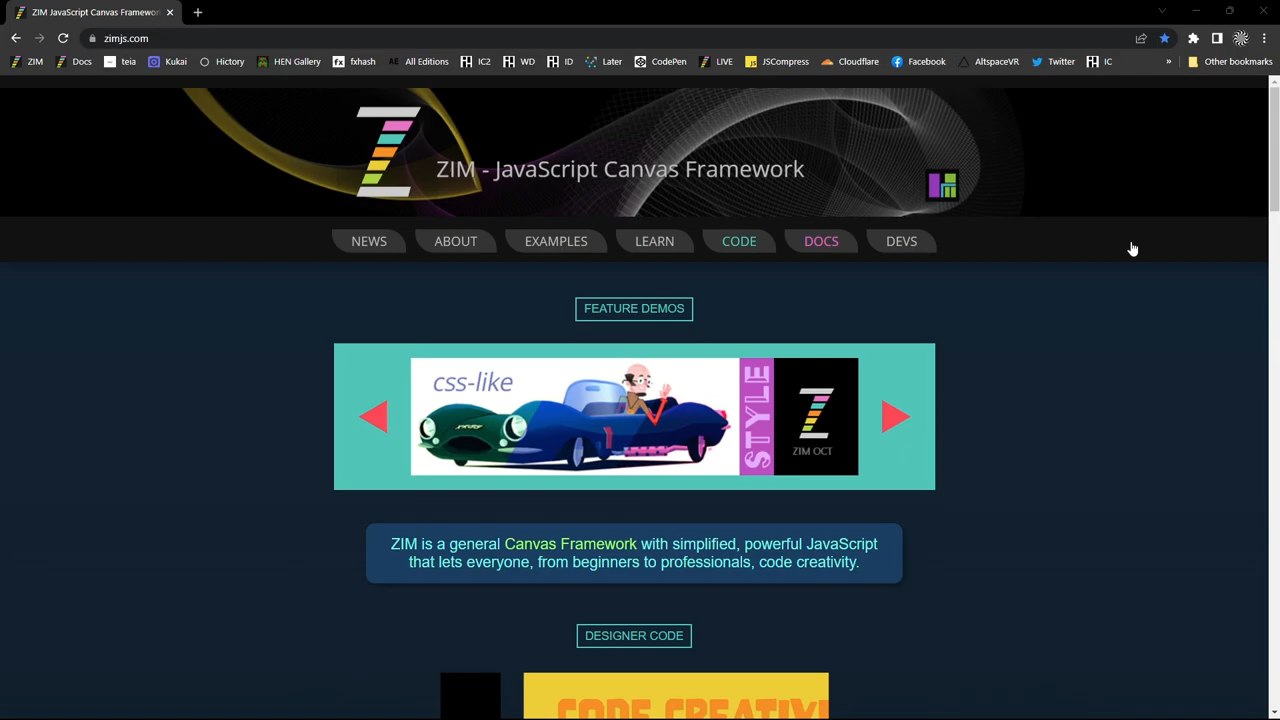 ZIM JavaScript Canvas Framewor
zimjs.com
ZIM
Docs
teia
Kukai
Hictory
HEN Gallery
fxhash
All Editions
IC2
WD
ID
Later
CodePen
LIVE
JSCompress
Cloudflare
Facebook
AltspaceVR
Twitter
IC
»
Other bookmarks
ZIM - JavaScript Canvas Framework
NEWS
ABOUT
EXAMPLES
LEARN
CODE
DOCS
DEVS
FEATURE DEMOS
css-like
STYLE
ZIM OCT
ZIM is a general Canvas Framework with simplified, powerful JavaScript
that lets everyone, from beginners to professionals, code creativity.
DESIGNER CODE
CODE CREATIVI